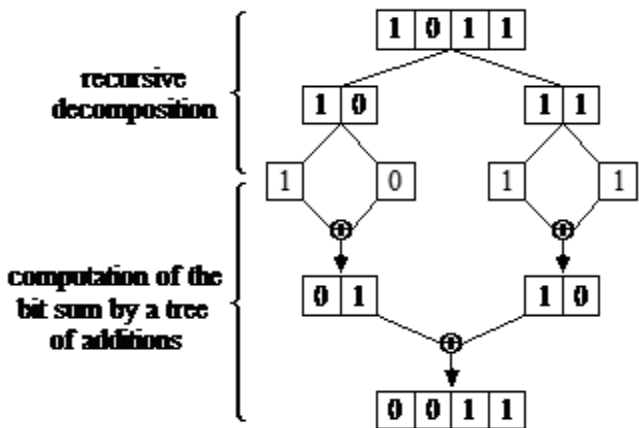 1 0 1 1
recursive
decomposition
1 0 1 1
1 0 1 1
computation of the
bit sum by a tree
of additions
0 1 1 0
0 0 1 1